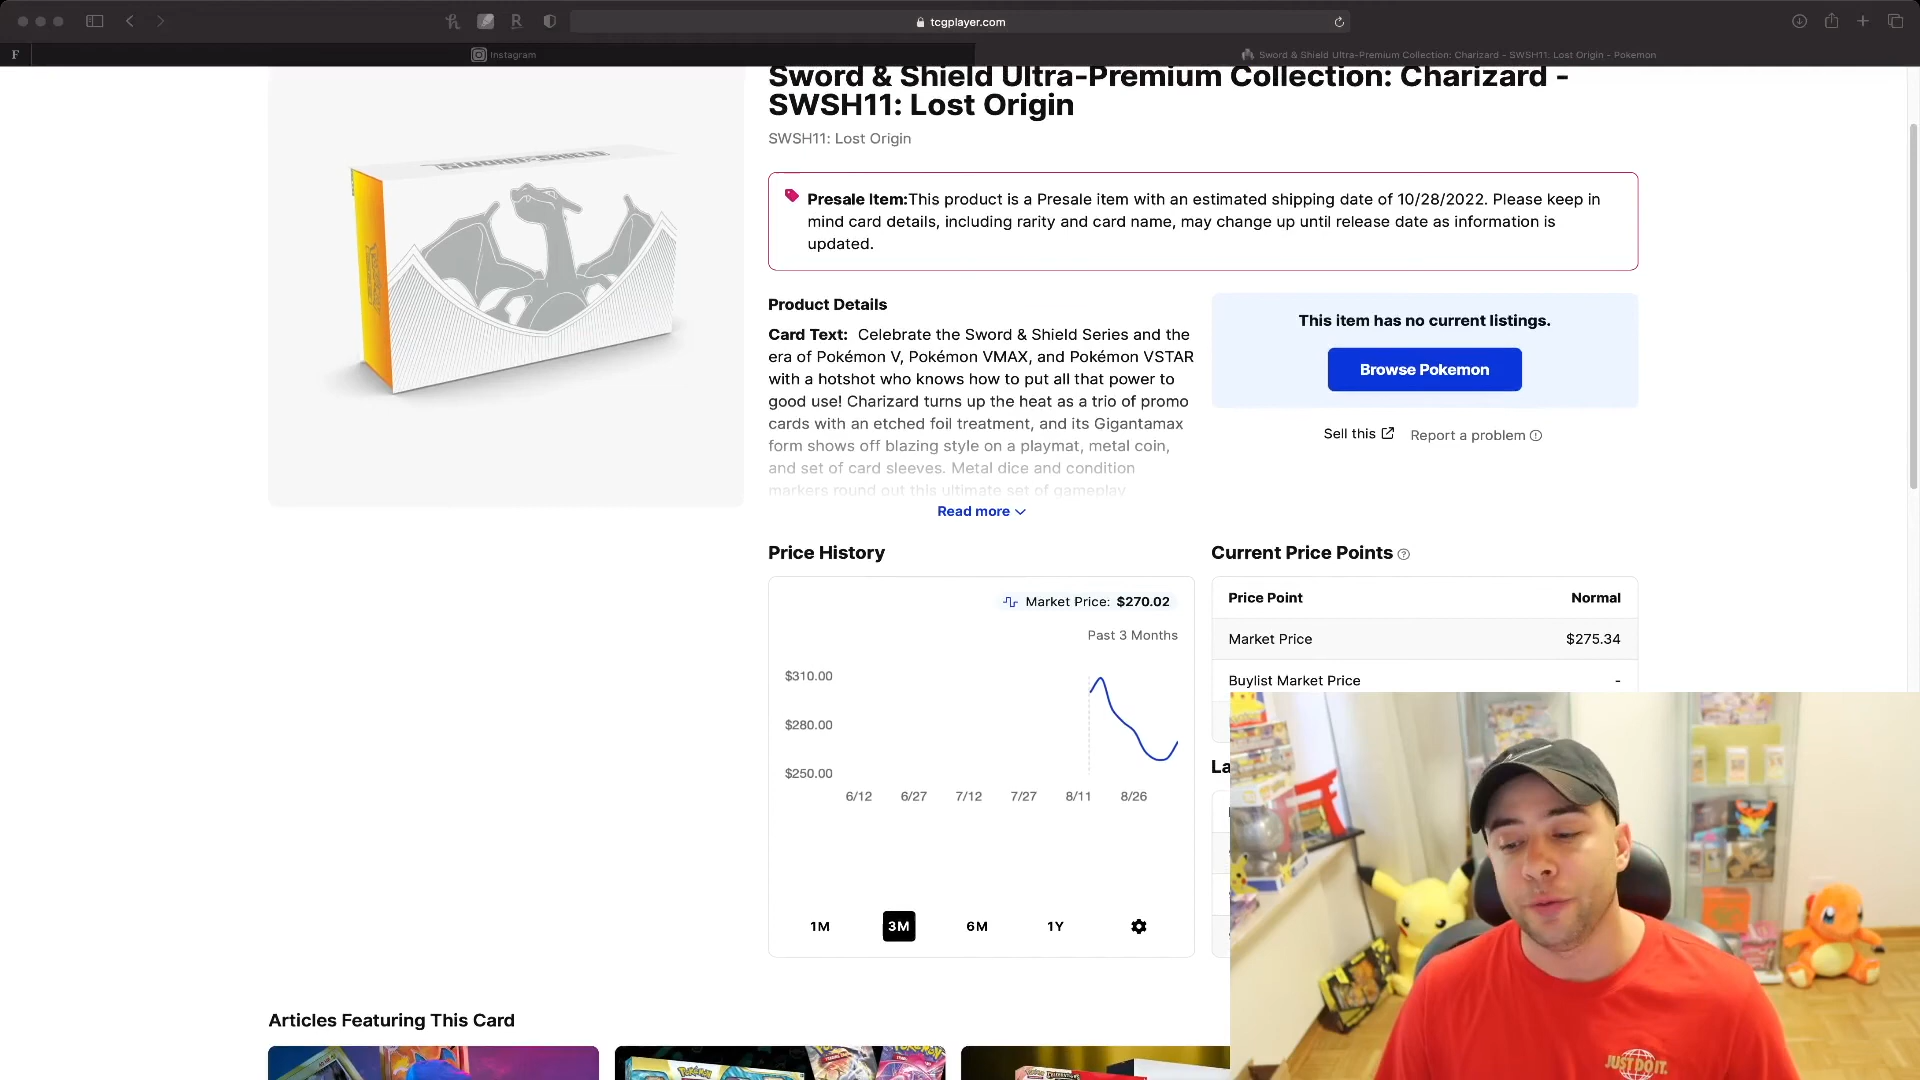 tcgplayer.com
F
Instagram
Sword & Shield Ultra-Premium Collection: Charizard - SWSH11: Lost Origin - Pokemon
Sword & Shield Ultra-Premium Collection: Charizard -
SWSH11: Lost Origin
SWSH11: Lost Origin
SWORD & SHIELD
Presale Item:This product is a Presale item with an estimated shipping date of 10/28/2022. Please keep in
mind card details, including rarity and card name, may change up until release date as information is
updated.
Product Details
Card Text: Celebrate the Sword & Shield Series and the
era of Pokémon V, Pokémon VMAX, and Pokémon VSTAR
with a hotshot who knows how to put all that power to
good use! Charizard turns up the heat as a trio of promo
cards with an etched foil treatment, and its Gigantamax
form shows off blazing style on a playmat, metal coin,
and set of card sleeves. Metal dice and condition
markers round out this ultimate set of gameplay
Read more
This item has no current listings.
Browse Pokemon
Sell this
Report a problem
Price History
Market Price: $270.02
Past 3 Months
$310.00
$280.00
$250.00
6/12 6/27 7/12 7/27 8/11 8/26
1M 3M 6M 1Y
Current Price Points
Price Point Normal
Market Price $275.34
Buylist Market Price -
La
Articles Featuring This Card
Pokémon
POKÉMON
JUST DO IT.